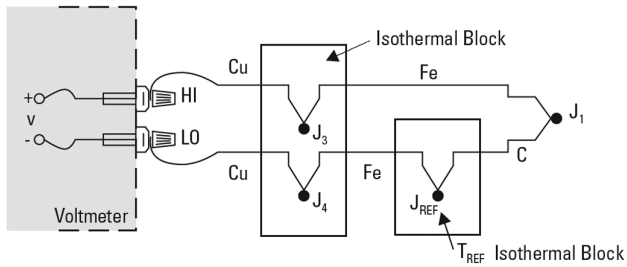 Isothermal Block
Cu
Fe
HI
+
J1
J3
V
LO
-
C
Cu
Fe
J4
JREF
Voltmeter
TREF Isothermal Block